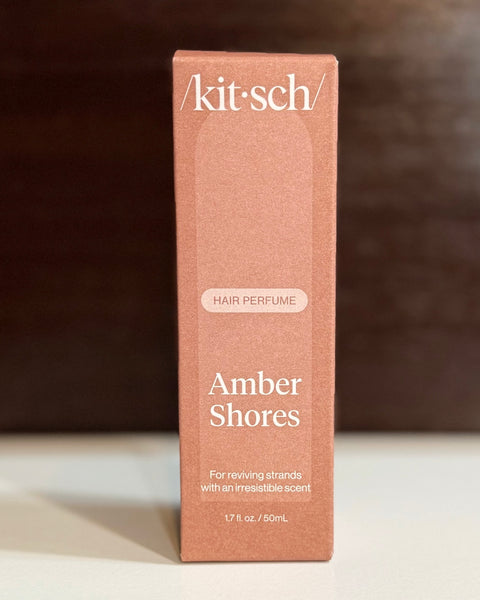 /kit·sch/
HAIR PERFUME
Amber
Shores
For reviving strands
with an irresistible scent
1.7 fl. oz. / 50mL